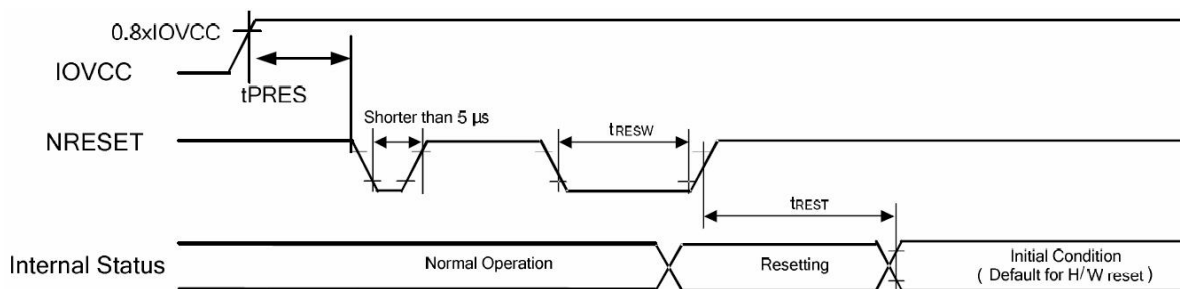 0.8xIOVCC
IOVCC
tPRES
Shorter than 5 µs
NRESET
tRESW
tREST
Internal Status
Normal Operation
Resetting
Initial Condition
( Default for H/W reset )